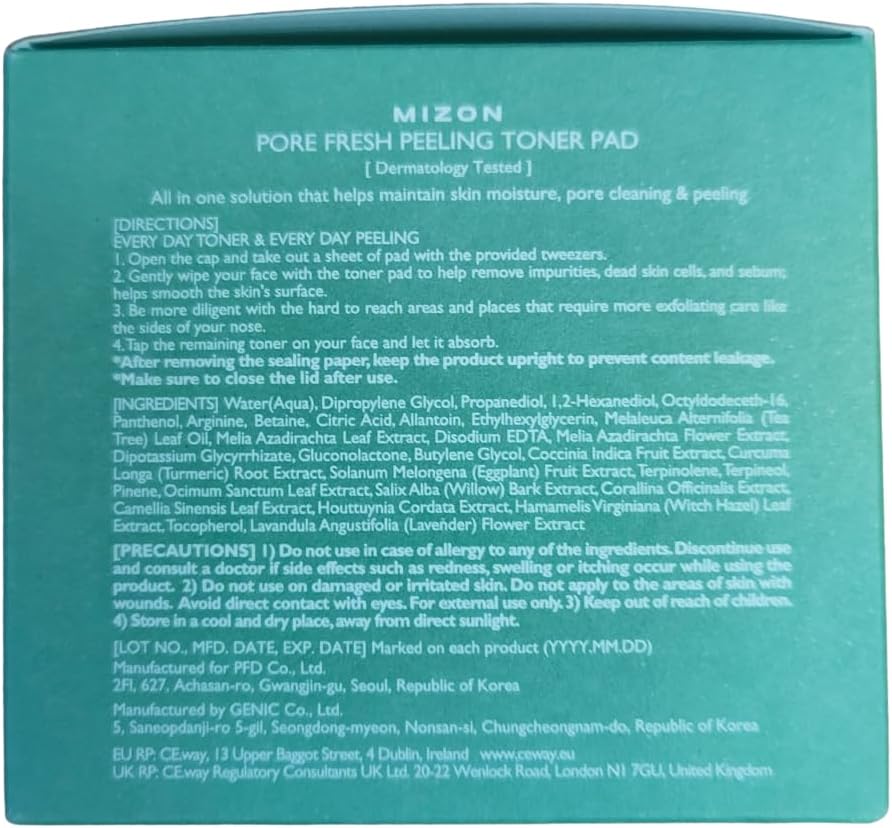 MIZON
PORE FRESH PEELING TONER PAD
[ Dermatology Tested ]
All in one solution that helps maintain skin moisture, pore cleaning & peeling
[DIRECTIONS]
EVERY DAY TONER & EVERY DAY PEELING
1. Open the cap and take out a sheet of pad with the provided tweezers.
2. Gently wipe your face with the toner pad to help remove impurities, dead skin cells, and sebum;
helps smooth the skin's surface.
3. Be more diligent with the hard to reach areas and places that require more exfoliating care like
the sides of your nose.
4. Tap the remaining toner on your face and let it absorb.
*After removing the sealing paper, keep the product upright to prevent content leakage.
*Make sure to close the lid after use.
[INGREDIENTS] Water(Aqua), Dipropylene Glycol, Propanediol, 1,2-Hexanediol, Octyldodeceth-16,
Panthenol, Arginine, Betaine, Citric Acid, Allantoin, Ethylhexylglycerin, Melaleuca Alternifolia (Tea
Tree) Leaf Oil, Melia Azadirachta Leaf Extract, Disodium EDTA, Melia Azadirachta Flower Extract,
Dipotassium Glycyrrhizate, Gluconolactone, Butylene Glycol, Coccinia Indica Fruit Extract, Curcuma
Longa (Turmeric) Root Extract, Solanum Melongena (Eggplant) Fruit Extract, Terpinolene, Terpineol,
Pinene, Ocimum Sanctum Leaf Extract, Salix Alba (Willow) Bark Extract, Corallina Officinalis Extract,
Camellia Sinensis Leaf Extract, Houttuynia Cordata Extract, Hamamelis Virginiana (Witch Hazel) Leaf
Extract, Tocopherol, Lavandula Angustifolia (Lavender) Flower Extract
[PRECAUTIONS] 1) Do not use in case of allergy to any of the ingredients. Discontinue use
and consult a doctor if side effects such as redness, swelling or itching occur while using the
product. 2) Do not use on damaged or irritated skin. Do not apply to the areas of skin with
wounds. Avoid direct contact with eyes. For external use only. 3) Keep out of reach of children.
4) Store in a cool and dry place, away from direct sunlight.
[LOT NO., MFD. DATE, EXP. DATE] Marked on each product (YYYY.MM.DD)
Manufactured for PFD Co., Ltd.
2Fl, 627, Achasan-ro, Gwangjin-gu, Seoul, Republic of Korea
Manufactured by GENIC Co., Ltd.
5, Saneopdanji-ro 5-gil, Seongdong-myeon, Nonsan-si, Chungcheongnam-do, Republic of Korea
EU RP: CEway, 13 Upper Baggot Street, 4 Dublin, Ireland www.ceway.eu
UK RP: CEway Regulatory Consultants UK Ltd. 20-22 Wenlock Road, London N1 7GU, United Kingdom